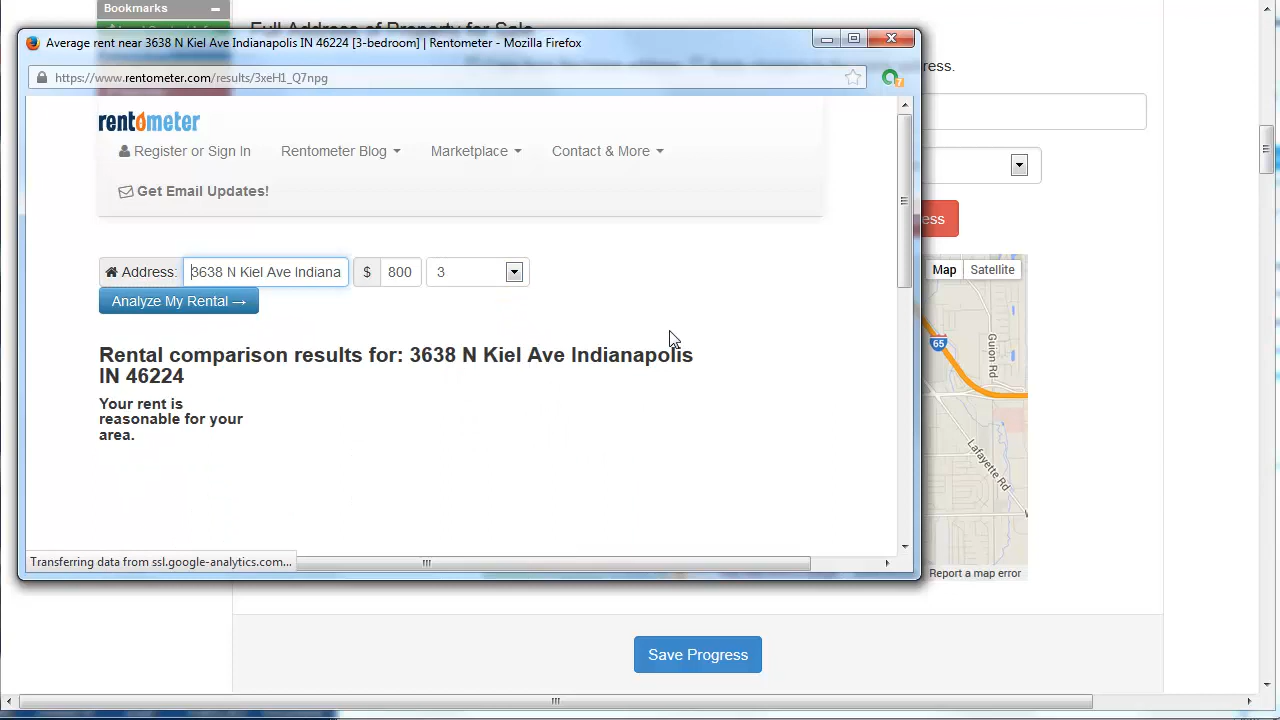 Bookmarks
Full Address of Property for Sale
Average rent near 3638 N Kiel Ave Indianapolis IN 46224 [3-bedroom] | Rentometer - Mozilla Firefox
ress.
https://www.rentometer.com/results/3xeH1_Q7npg
7
rentometer
Register or Sign In
Rentometer Blog
Marketplace
Contact & More
Get Email Updates!
ess
Address: 3638 N Kiel Ave Indiana $ 800 3
Map Satellite
Analyze My Rental →
65
Guion Rd
Rental comparison results for: 3638 N Kiel Ave Indianapolis
IN 46224
Your rent is
reasonable for your
area.
Lafayette Rd
Transferring data from ssl.google-analytics.com...
Report a map error
Save Progress